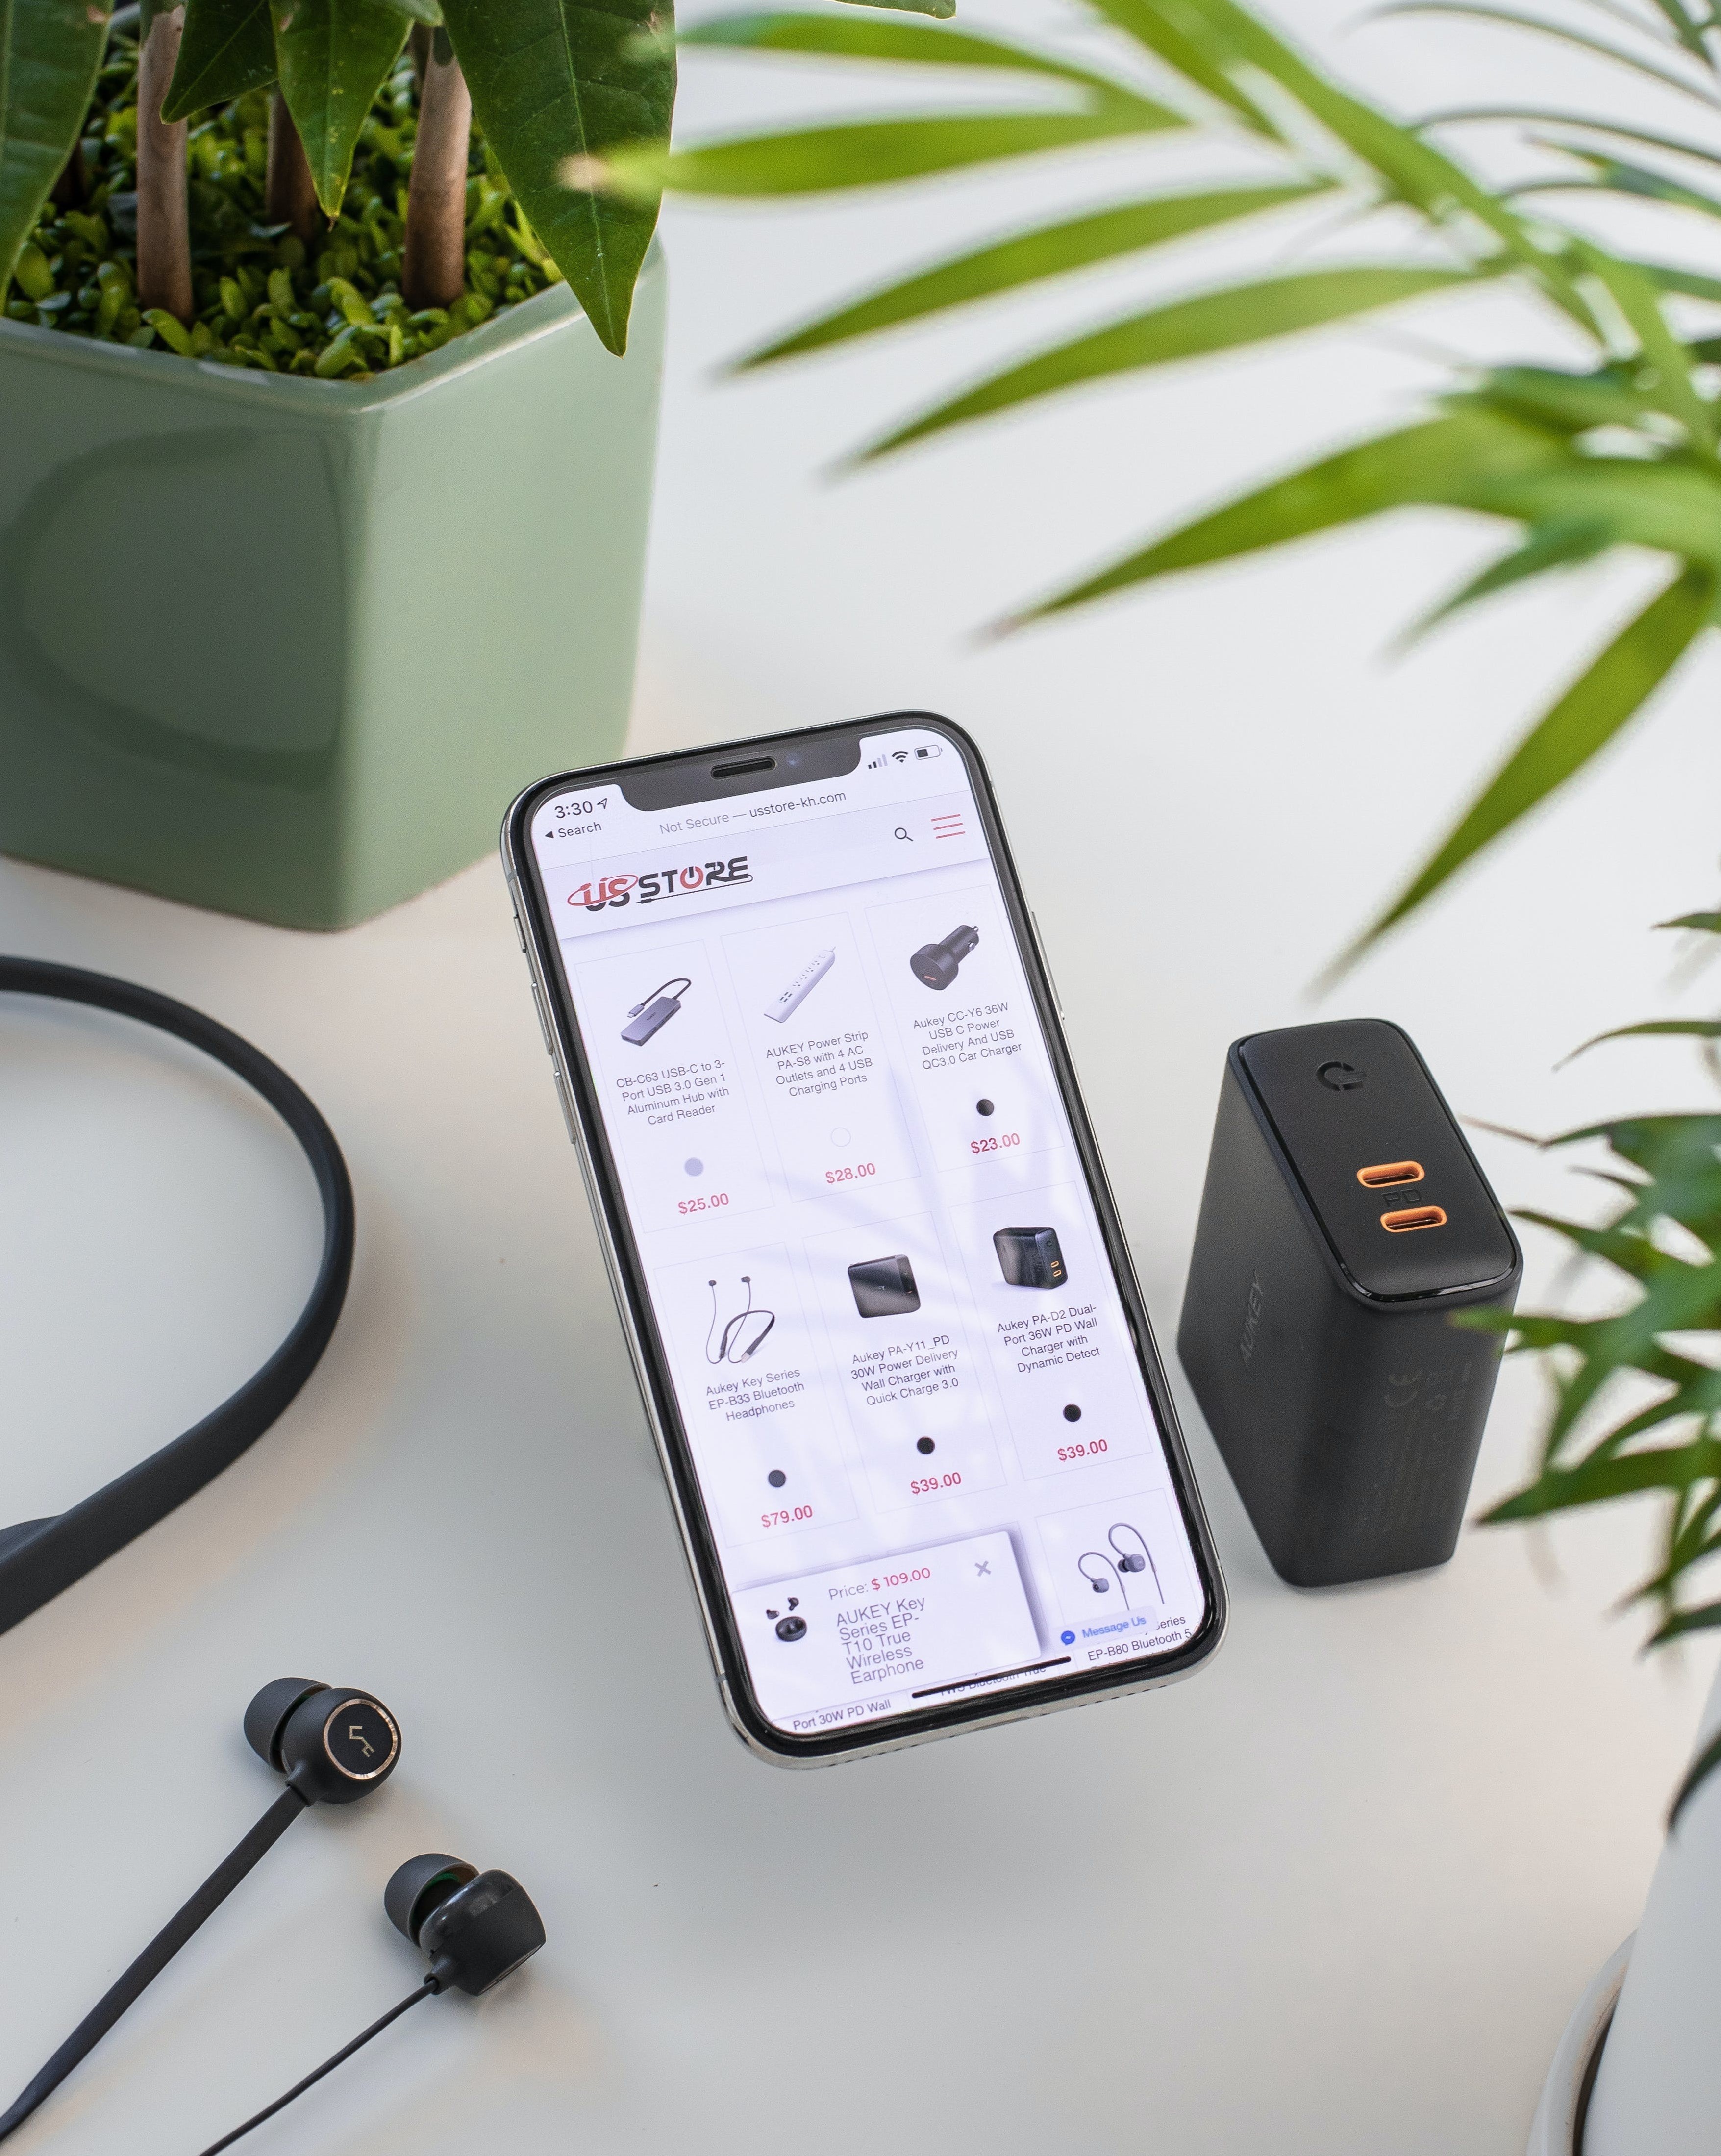 3:30
◀ Search
Not Secure — usstore-kh.com
US STORE
CB-C63 USB-C to 3-
Port USB 3.0 Gen 1
Aluminum Hub with
Card Reader
$25.00
AUKEY Power Strip
PA-S8 with 4 AC
Outlets and 4 USB
Charging Ports
$28.00
Aukey CC-Y6 36W
USB C Power
Delivery And USB
QC3.0 Car Charger
$23.00
Aukey Key Series
EP-B33 Bluetooth
Headphones
$79.00
Aukey PA-Y11_PD
30W Power Delivery
Wall Charger with
Quick Charge 3.0
$39.00
Aukey PA-D2 Dual-
Port 36W PD Wall
Charger with
Dynamic Detect
$39.00
Price: $ 109.00
AUKEY Key
Series EP-
T10 True
Wireless
Earphone
Message Us
EP-B80 Bluetooth 5
Port 30W PD Wall
PD
AUKEY
CE